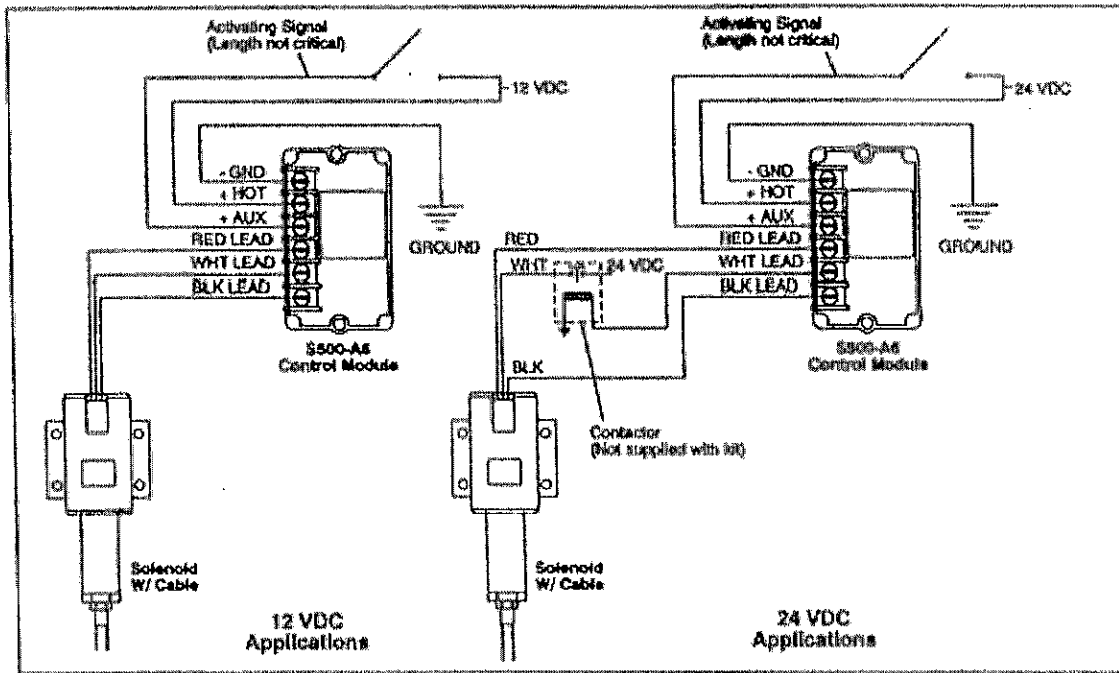 Activating Signal
(Length not critical)
12 VDC
- GND
+ HOT
+ AUX
RED LEAD
WHT LEAD
BLK LEAD
GROUND
S500-A6
Control Module
Solenoid
W/ Cable
12 VDC
Applications
Activating Signal
(Length not critical)
24 VDC
- GND
+ HOT
+ AUX
RED LEAD
WHT LEAD
BLK LEAD
GROUND
RED
WHT
24 VDC
BLK
S500-A6
Control Module
Contactor
(Not supplied with kit)
Solenoid
W/ Cable
24 VDC
Applications